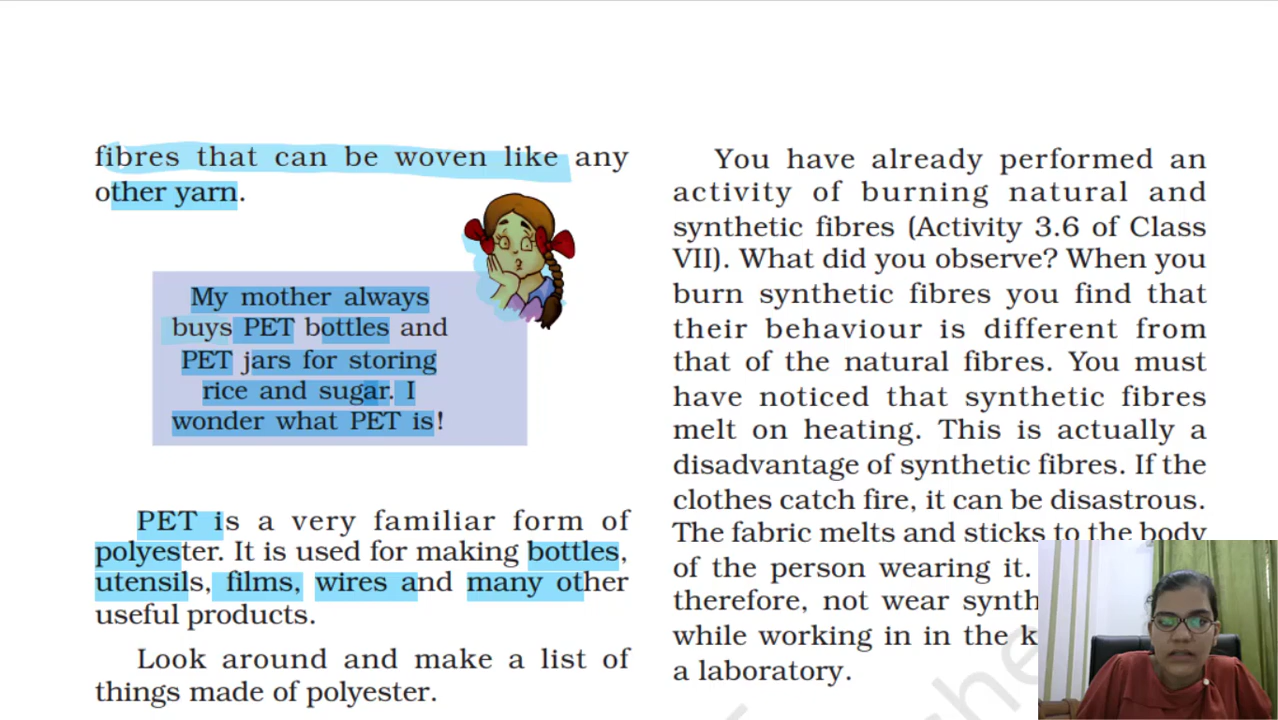 fibres that can be woven like any
other yarn.
My mother always
buys PET bottles and
PET jars for storing
rice and sugar. I
wonder what PET is!
PET is a very familiar form of
polyester. It is used for making bottles,
utensils, films, wires and many other
useful products.
Look around and make a list of
things made of polyester.
You have already performed an
activity of burning natural and
synthetic fibres (Activity 3.6 of Class
VII). What did you observe? When you
burn synthetic fibres you find that
their behaviour is different from
that of the natural fibres. You must
have noticed that synthetic fibres
melt on heating. This is actually a
disadvantage of synthetic fibres. If the
clothes catch fire, it can be disastrous.
The fabric melts and sticks to the body
of the person wearing it.
therefore, not wear synth
while working in in the k
a laboratory.